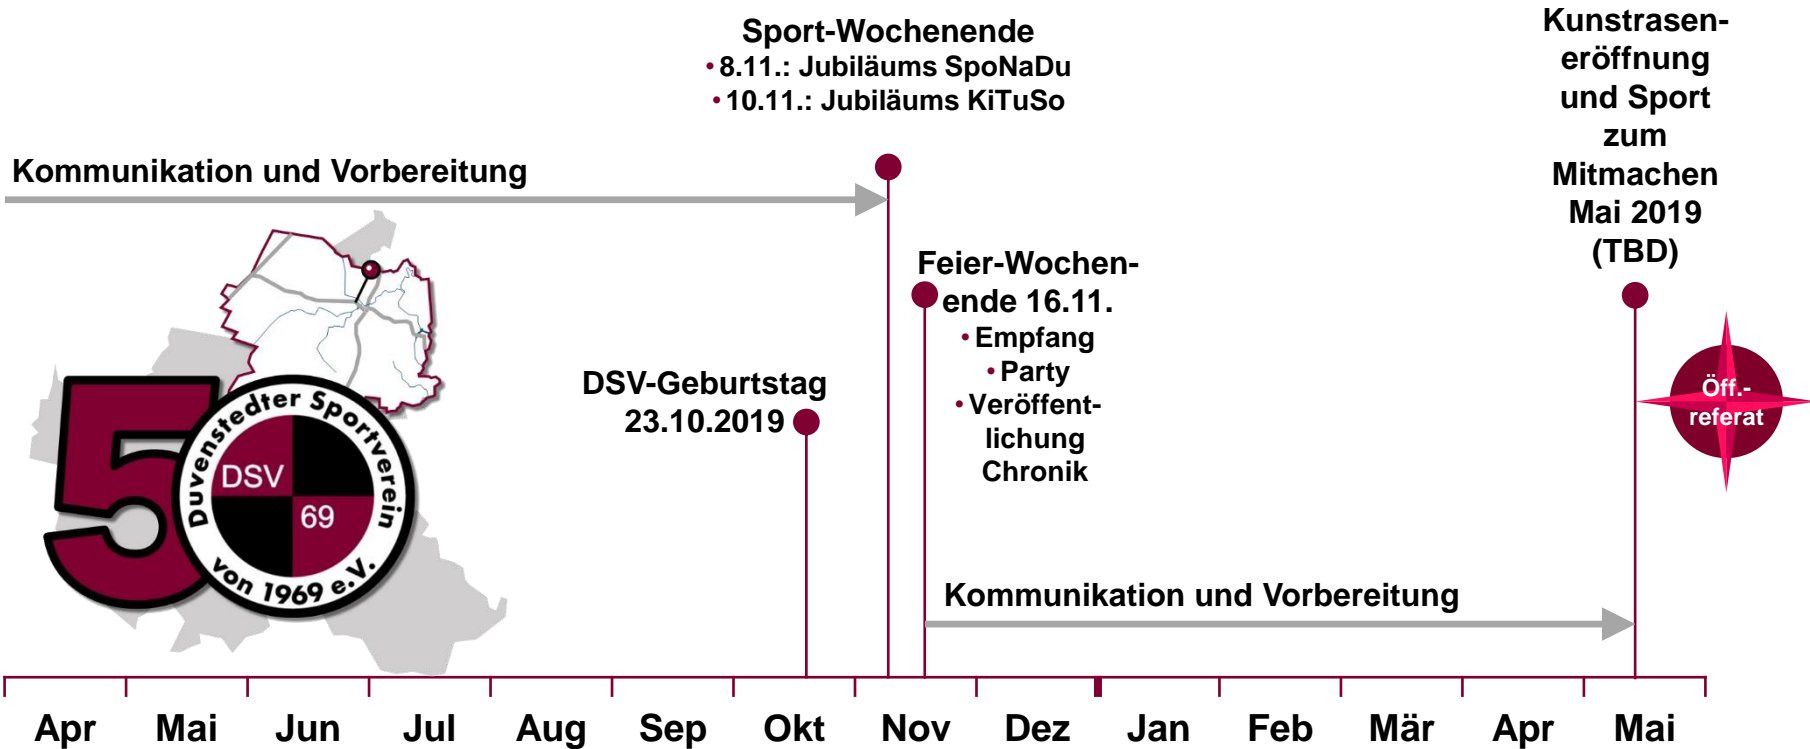 Sport-Wochenende
• 8.11.: Jubiläums SpoNaDu
• 10.11.: Jubiläums KiTuSo
Kunstrasen-
eröffnung
und Sport
zum
Mitmachen
Mai 2019
(TBD)
Kommunikation und Vorbereitung
Feier-Wochen-
ende 16.11.
• Empfang
• Party
• Veröffent-
lichung
Chronik
DSV-Geburtstag
23.10.2019
Öff.-
referat
5
Duvenstedter Sportverein
DSV
69
von 1969 e.V.
Kommunikation und Vorbereitung
Apr Mai Jun Jul Aug Sep Okt Nov Dez Jan Feb Mär Apr Mai